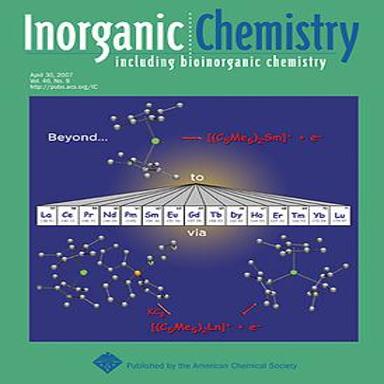 Inorganic Chemistry
including bioinorganic chemistry
April 30, 2007
Vol. 46, No. 9
http://pubs.acs.org/IC
Beyond... [(C₅Me₅)₂Sm]⁺ + e⁻
to
La Ce Pr Nd Pm Sm Eu Gd Tb Dy Ho Er Tm Yb Lu
via
KC₈
[(C₅Me₅)₂Ln]⁺ + e⁻
Published by the American Chemical Society